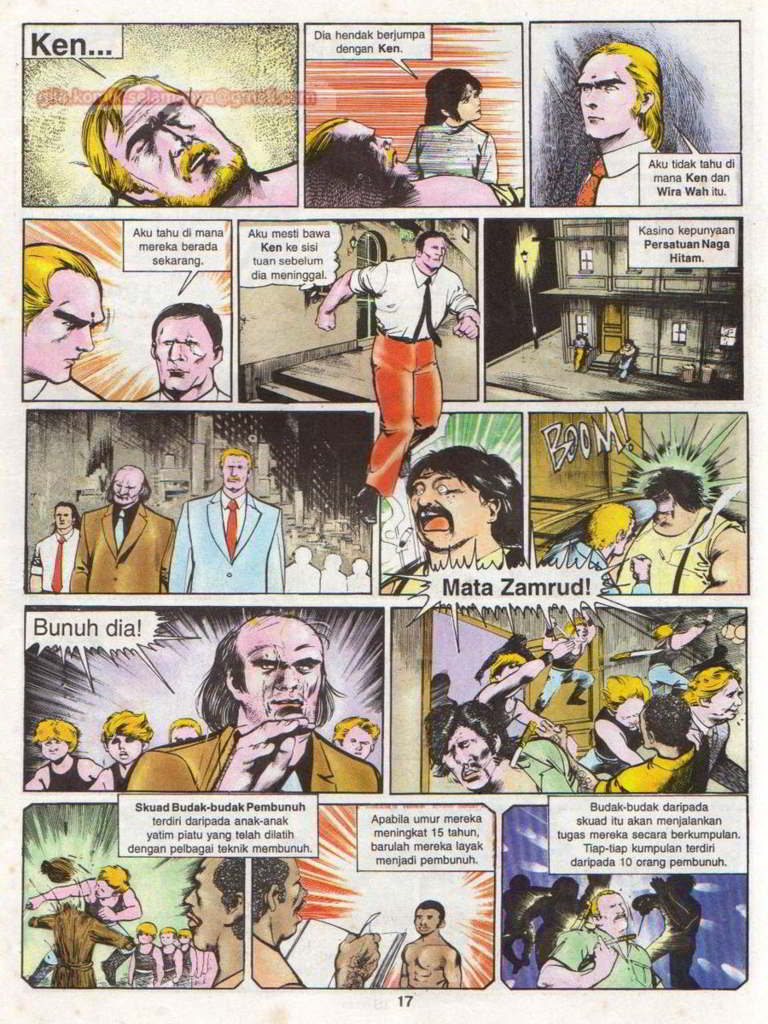 Ken...
Dia hendak berjumpa
dengan Ken.
Aku tidak tahu di
mana Ken dan
Wira Wah itu.
Aku tahu di mana
mereka berada
sekarang.
Aku mesti bawa
Ken ke sisi
tuan sebelum
dia meninggal.
Kasino kepunyaan
Persatuan Naga
Hitam.
BOOM!
Mata Zamrud!
Bunuh dia!
Skuad Budak-budak Pembunuh
terdiri daripada anak-anak
yatim piatu yang telah dilatih
dengan pelbagai teknik membunuh.
Apabila umur mereka
meningkat 15 tahun,
barulah mereka layak
menjadi pembunuh.
Budak-budak daripada
skuad itu akan menjalankan
tugas mereka secara berkumpulan.
Tiap-tiap kumpulan terdiri
daripada 10 orang pembunuh.
17